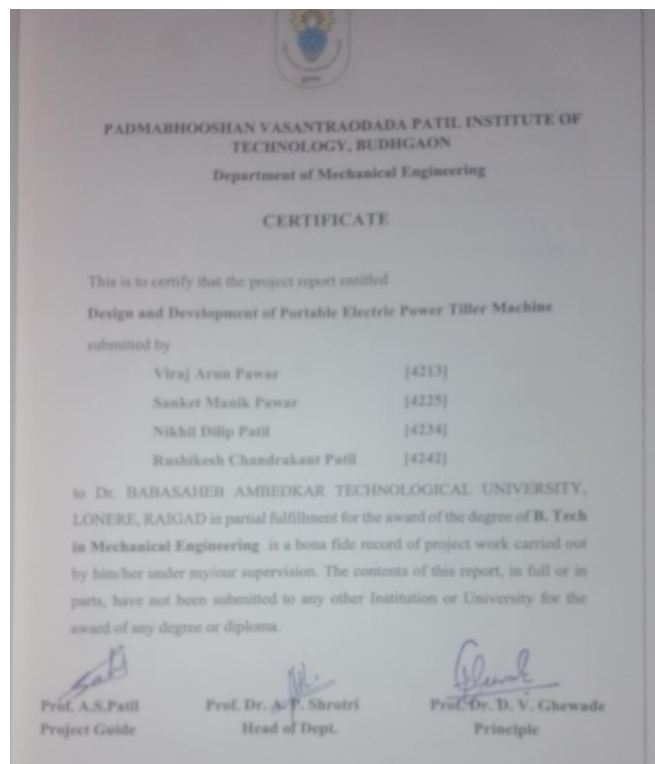 PADMABHOOSHAN VASANTRAODADA PATIL INSTITUTE OF
TECHNOLOGY, BUDHGAON
Department of Mechanical Engineering
CERTIFICATE
This is to certify that the project report entitled
Design and Development of Portable Electric Power Tiller Machine
submitted by
Viraj Arun Pawar [4213]
Sanket Manik Pawar [4225]
Nikhil Dilip Patil [4234]
Rushikesh Chandrakant Patil [4242]
to Dr. BABASAHEB AMBEDKAR TECHNOLOGICAL UNIVERSITY,
LONERE, RAIGAD in partial fulfillment for the award of the degree of B. Tech
in Mechanical Engineering is a bona fide record of project work carried out
by him/her under my/our supervision. The contents of this report, in full or in
parts, have not been submitted to any other Institution or University for the
award of any degree or diploma.
Prof. A.S.Patil Prof. Dr. A. P. Shrotri Prof. Dr. D. V. Ghewade
Project Guide Head of Dept. Principle